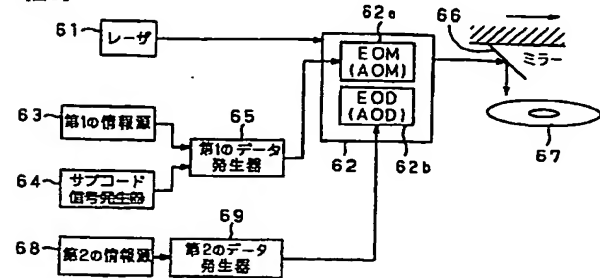 61
レーザ
62a
EOM
(AOM)
EOD
(AOD)
62
62b
66
ミラー
67
63
第1の情報源
65
第1のデータ
発生器
64
サブコード
信号発生器
69
68
第2の情報源
第2のデータ
発生器